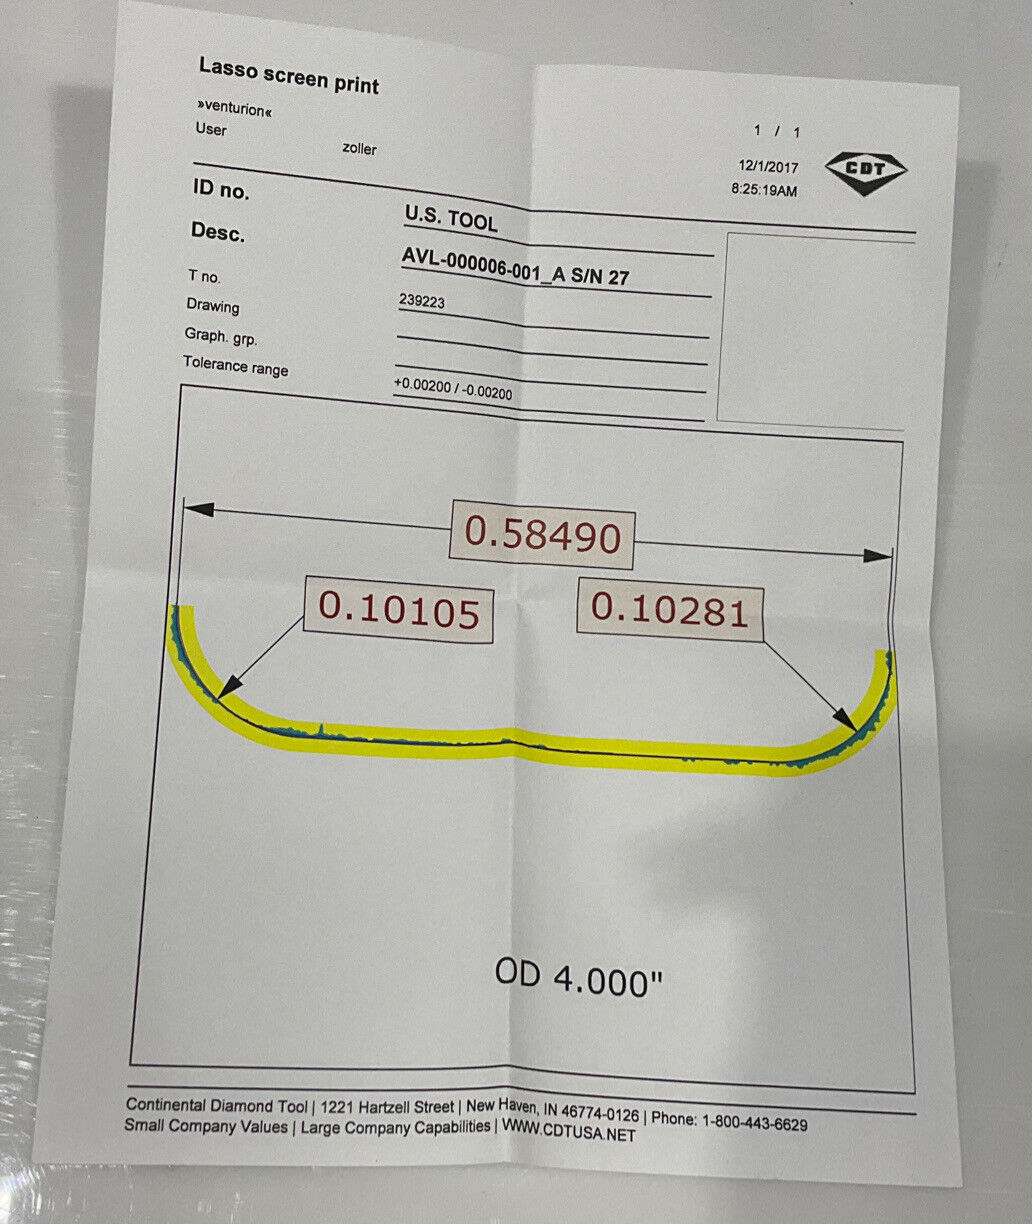 Lasso screen print
»venturion«
User
zoller
1 / 1
12/1/2017
8:25:19AM
CDT
ID no.
U.S. TOOL
Desc.
AVL-000006-001_A S/N 27
T no.
239223
Drawing
Graph. grp.
Tolerance range
+0.00200 / -0.00200
0.58490
0.10105
0.10281
OD 4.000"
Continental Diamond Tool | 1221 Hartzell Street | New Haven, IN 46774-0126 | Phone: 1-800-443-6629
Small Company Values | Large Company Capabilities | WWW.CDTUSA.NET